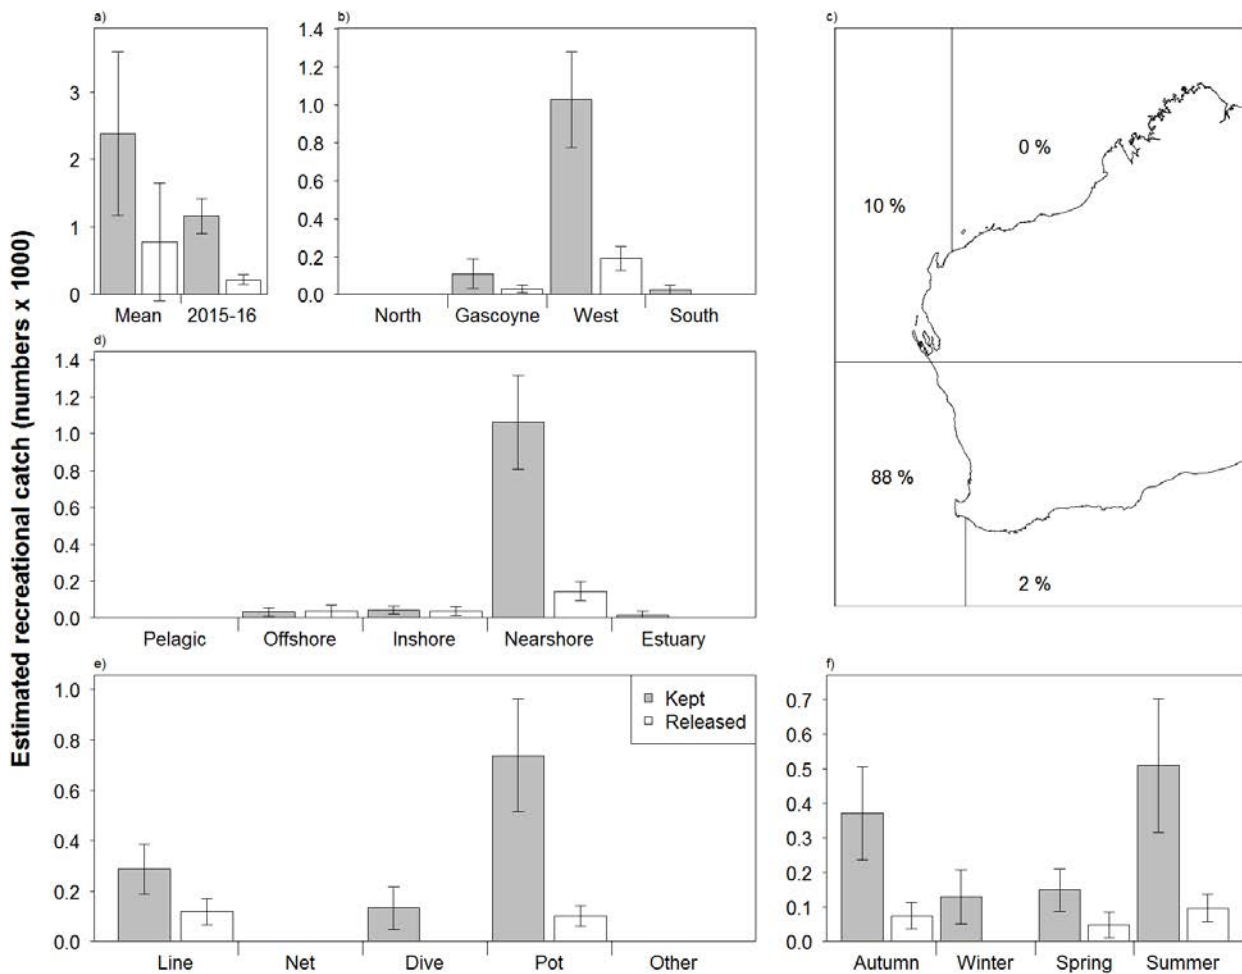 Estimated recreational catch (numbers x 1000)
a)
3
2
1
0
Mean 2015-16
b)
1.4
1.2
1.0
0.8
0.6
0.4
0.2
0.0
North Gascoyne West South
c)
0 %
10 %
88 %
2 %
d)
1.4
1.2
1.0
0.8
0.6
0.4
0.2
0.0
Pelagic Offshore Inshore Nearshore Estuary
e)
1.0
0.8
0.6
0.4
0.2
0.0
Kept
Released
Line Net Dive Pot Other
f)
0.7
0.6
0.5
0.4
0.3
0.2
0.1
0.0
Autumn Winter Spring Summer